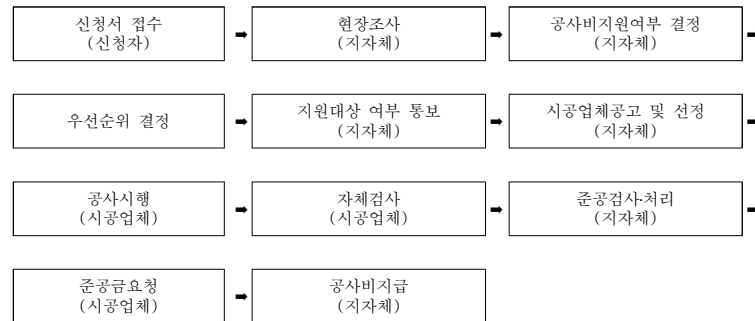 신청서 접수
(신청자)
현장조사
(지자체)
공사비지원여부 결정
(지자체)
우선순위 결정
지원대상 여부 통보
(지자체)
시공업체공고 및 선정
(지자체)
공사시행
(시공업체)
자체검사
(시공업체)
준공검사·처리
(지자체)
준공금요청
(시공업체)
공사비지급
(지자체)